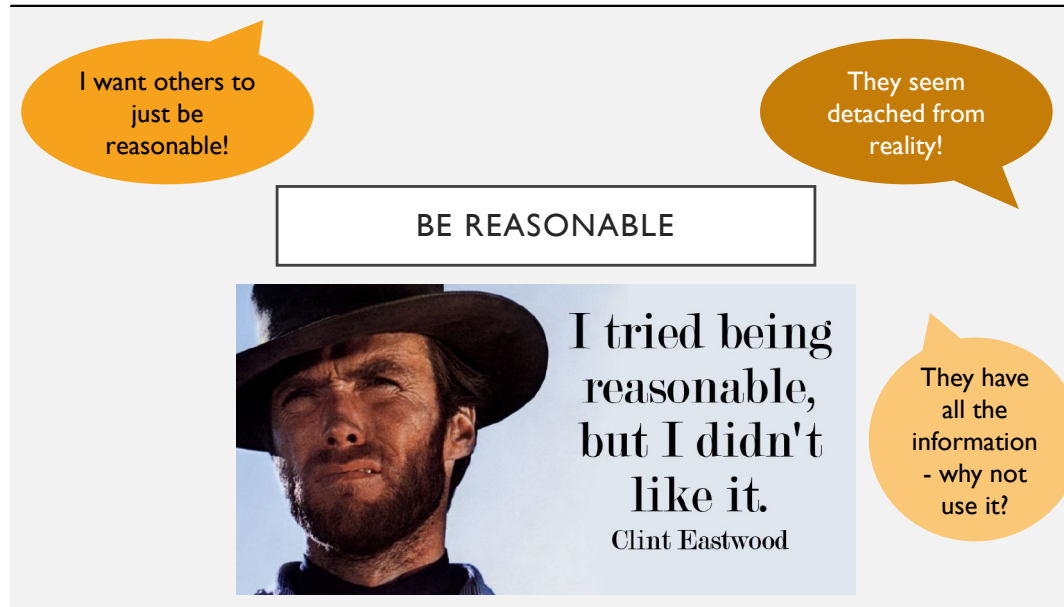 I want others to
just be
reasonable!
They seem
detached from
reality!
BE REASONABLE
I tried being
reasonable,
but I didn't
like it.
Clint Eastwood
They have
all the
information
- why not
use it?